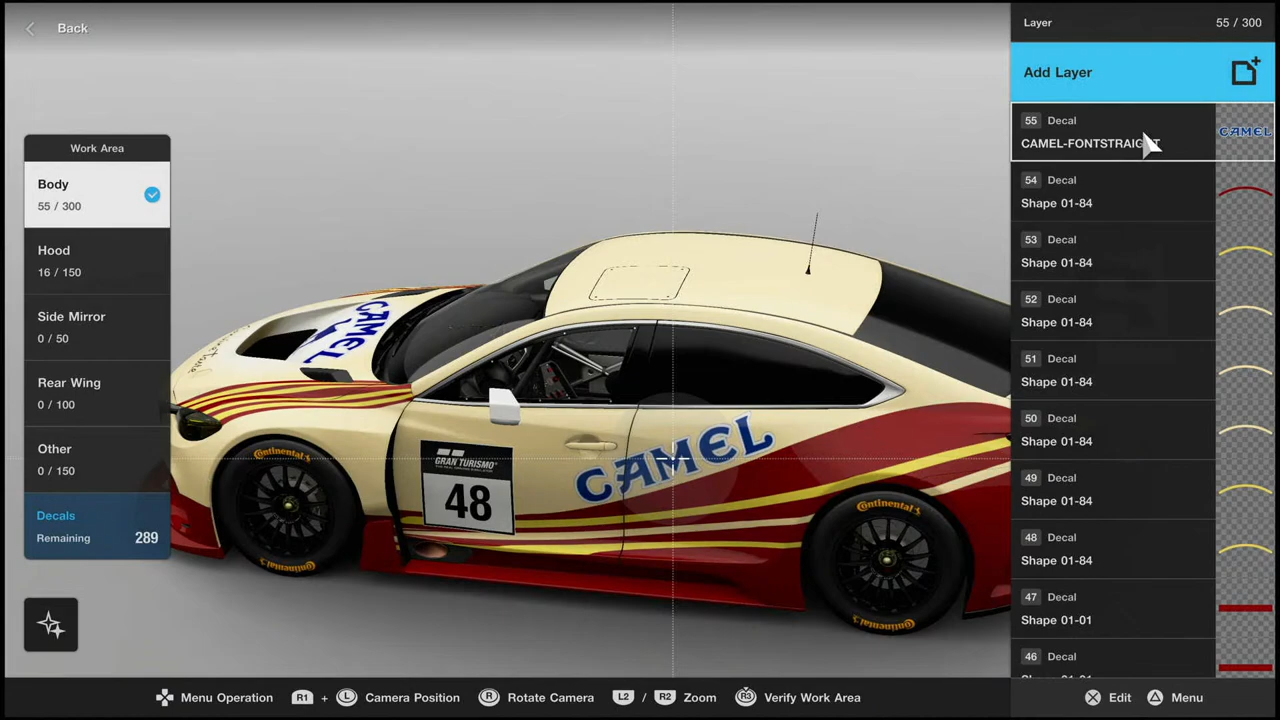 Back
Layer 55 / 300
Add Layer
55 Decal
CAMEL-FONTSTRAIGHT
CAMEL
54 Decal
Shape 01-84
53 Decal
Shape 01-84
52 Decal
Shape 01-84
51 Decal
Shape 01-84
50 Decal
Shape 01-84
49 Decal
Shape 01-84
48 Decal
Shape 01-84
47 Decal
Shape 01-01
46 Decal
Work Area
Body
55 / 300
Hood
16 / 150
Side Mirror
0 / 50
Rear Wing
0 / 100
Other
0 / 150
Decals
Remaining 289
CAMEL
CAMEL
GRAN TURISMO
48
Continental
Continental
Continental
Continental
Menu Operation
R1 + L Camera Position
R Rotate Camera
L2 / R2 Zoom
R3 Verify Work Area
Edit
Menu